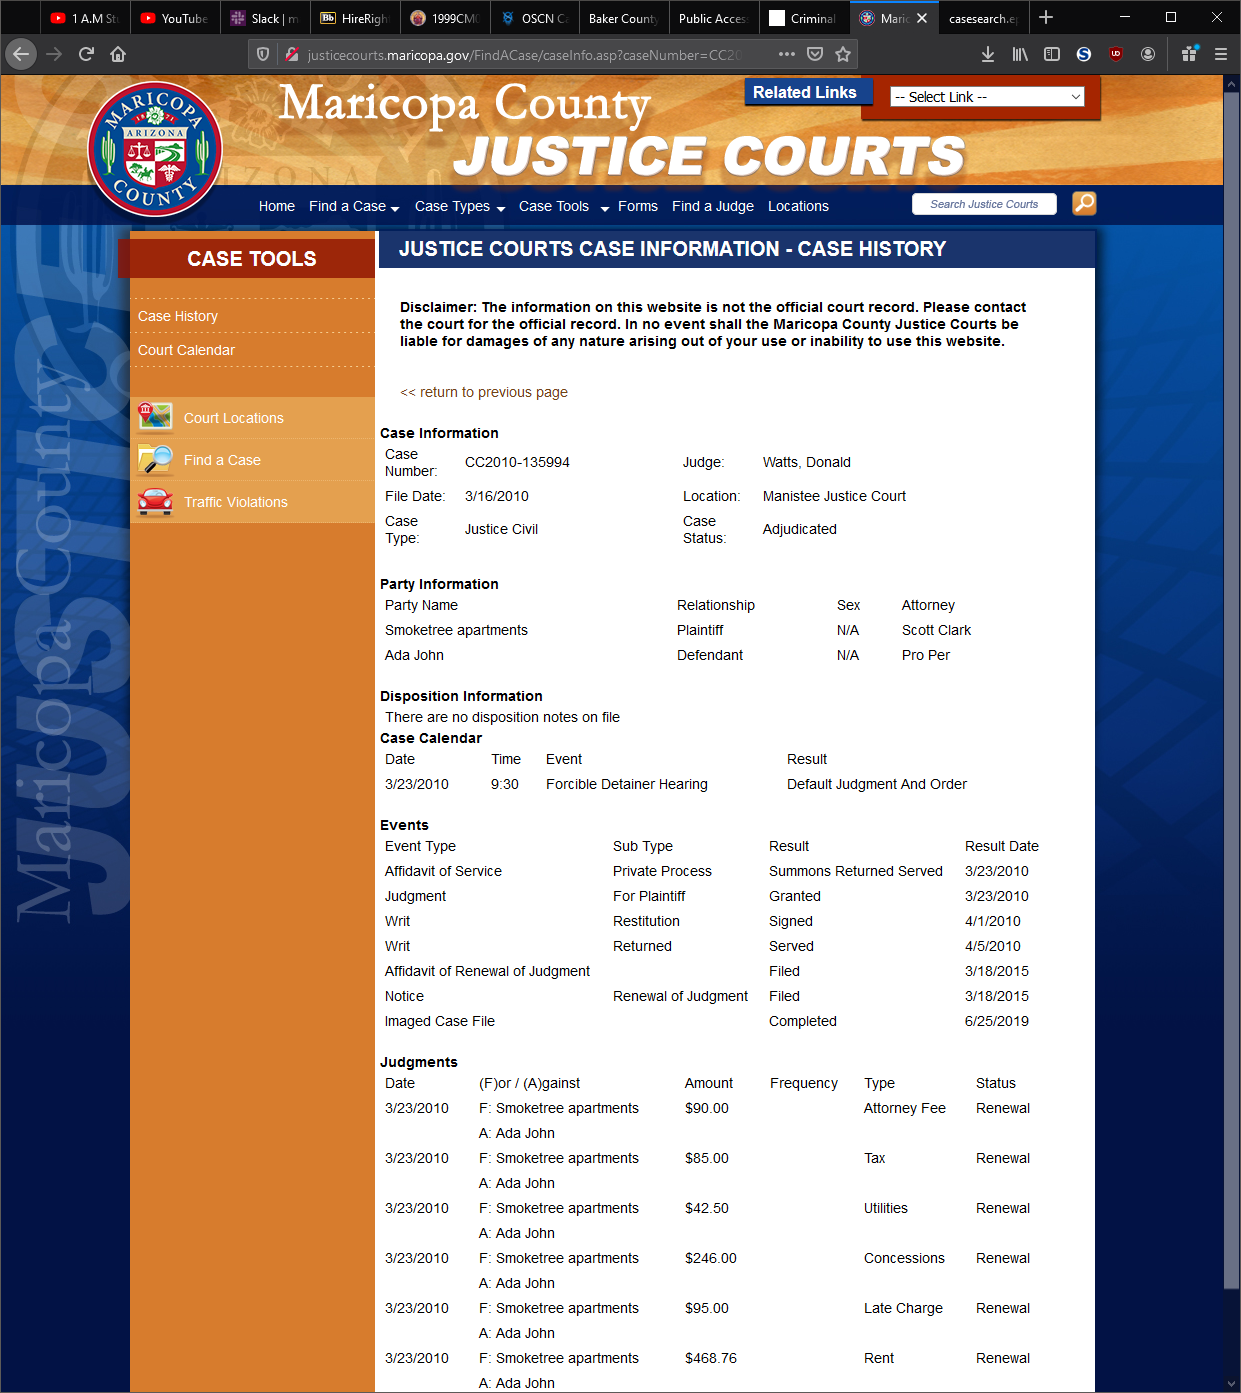 1 A.M Stu
YouTube
Slack | m
Bb HireRigh
1999CM0
OSCN Ca
Baker County
Public Acces
Criminal
Maric
casesearch.ep
justicecourts.maricopa.gov/FindACase/caseInfo.asp?caseNumber=CC20
MARICOPA
1871
ARIZONA
COUNTY
Maricopa County
JUSTICE COURTS
Related Links
-- Select Link --
Home Find a Case Case Types Case Tools Forms Find a Judge Locations
Search Justice Courts
CASE TOOLS
Case History
Court Calendar
Court Locations
Find a Case
Traffic Violations
Maricopa County
JUSTICE
JUSTICE COURTS CASE INFORMATION - CASE HISTORY
Disclaimer: The information on this website is not the official court record. Please contact
the court for the official record. In no event shall the Maricopa County Justice Courts be
liable for damages of any nature arising out of your use or inability to use this website.
<< return to previous page
Case Information
Case Number: CC2010-135994 Judge: Watts, Donald
File Date: 3/16/2010 Location: Manistee Justice Court
Case Type: Justice Civil Case Status: Adjudicated
Party Information
Party Name Relationship Sex Attorney
Smoketree apartments Plaintiff N/A Scott Clark
Ada John Defendant N/A Pro Per
Disposition Information
There are no disposition notes on file
Case Calendar
Date Time Event Result
3/23/2010 9:30 Forcible Detainer Hearing Default Judgment And Order
Events
Event Type Sub Type Result Result Date
Affidavit of Service Private Process Summons Returned Served 3/23/2010
Judgment For Plaintiff Granted 3/23/2010
Writ Restitution Signed 4/1/2010
Writ Returned Served 4/5/2010
Affidavit of Renewal of Judgment Filed 3/18/2015
Notice Renewal of Judgment Filed 3/18/2015
Imaged Case File Completed 6/25/2019
Judgments
Date (F)or / (A)gainst Amount Frequency Type Status
3/23/2010 F: Smoketree apartments $90.00 Attorney Fee Renewal
A: Ada John
3/23/2010 F: Smoketree apartments $85.00 Tax Renewal
A: Ada John
3/23/2010 F: Smoketree apartments $42.50 Utilities Renewal
A: Ada John
3/23/2010 F: Smoketree apartments $246.00 Concessions Renewal
A: Ada John
3/23/2010 F: Smoketree apartments $95.00 Late Charge Renewal
A: Ada John
3/23/2010 F: Smoketree apartments $468.76 Rent Renewal
A: Ada John